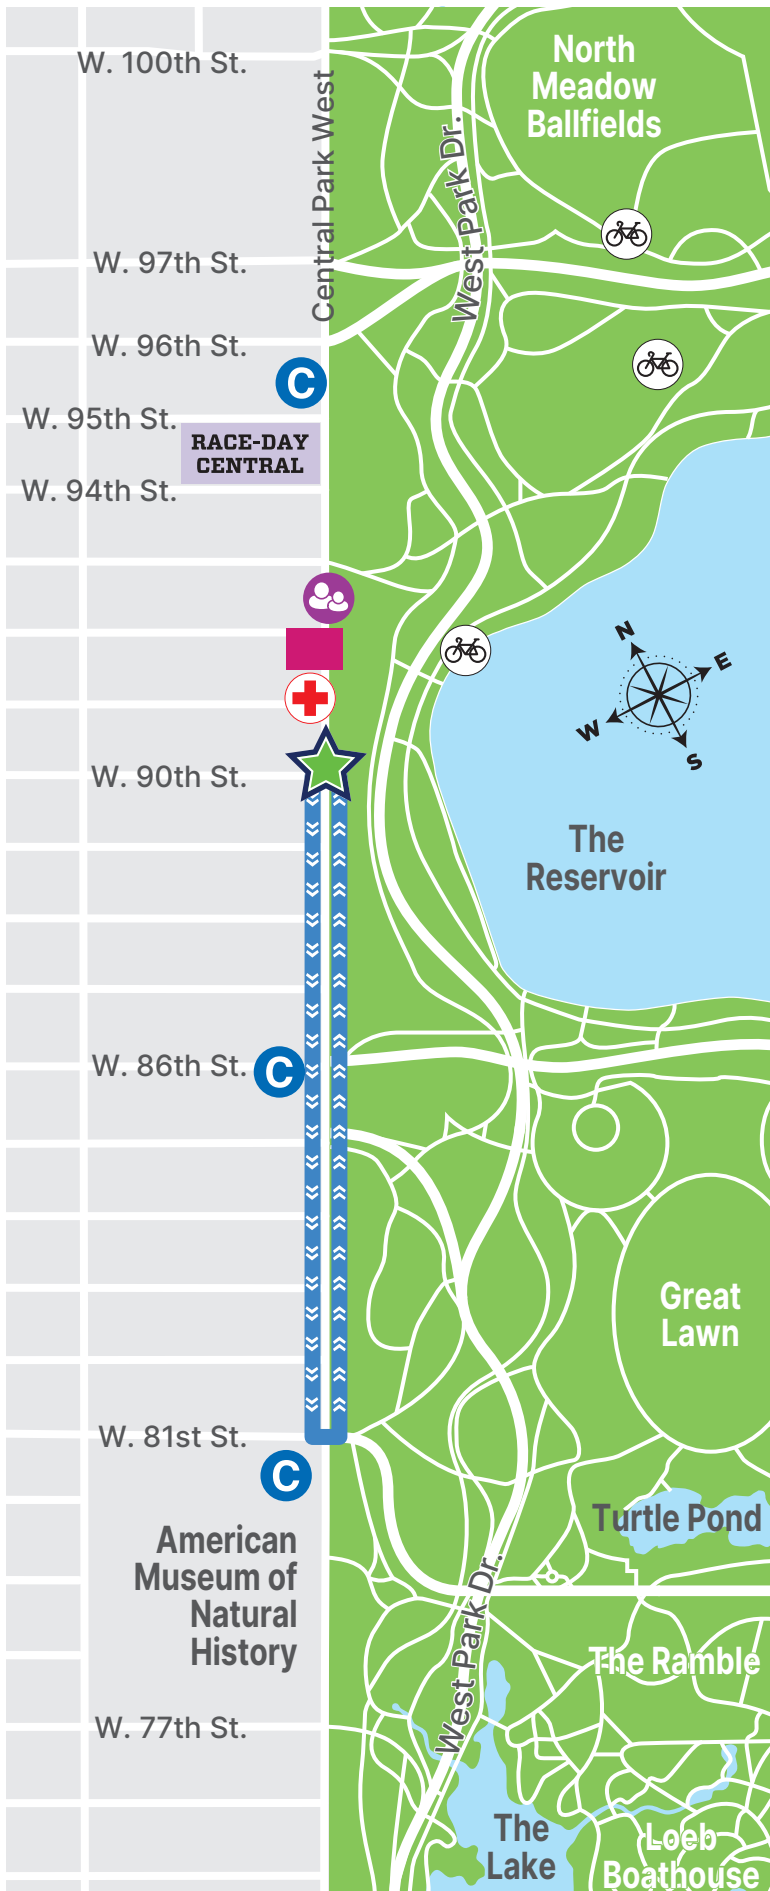 W. 100th St.
Central Park West
West Park Dr.
North
Meadow
Ballfields
W. 97th St.
W. 96th St.
C
W. 95th St.
RACE-DAY
CENTRAL
W. 94th St.
N
E
W
S
W. 90th St.
The
Reservoir
W. 86th St.
C
Great
Lawn
W. 81st St.
C
Turtle Pond
American
Museum of
Natural
History
West Park Dr.
The Ramble
W. 77th St.
The
Lake
Loeb
Boathouse